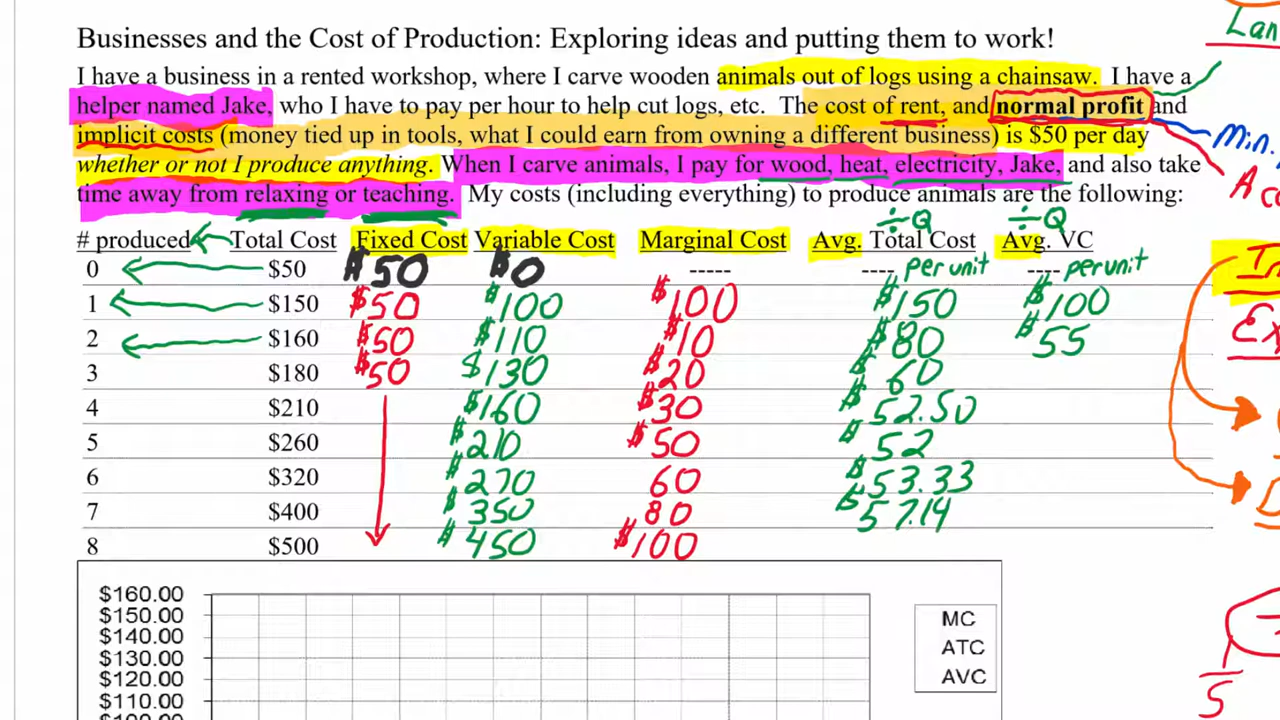 Lan
Businesses and the Cost of Production: Exploring ideas and putting them to work!
I have a business in a rented workshop, where I carve wooden animals out of logs using a chainsaw. I have a
helper named Jake, who I have to pay per hour to help cut logs, etc. The cost of rent, and normal profit and
implicit costs (money tied up in tools, what I could earn from owning a different business) is $50 per day
Min.
whether or not I produce anything. When I carve animals, I pay for wood, heat, electricity, Jake, and also take
A co
time away from relaxing or teaching. My costs (including everything) to produce animals are the following:
÷Q ÷Q
# produced Total Cost Fixed Cost Variable Cost Marginal Cost Avg. Total Cost Avg. VC
0 $50 $50 $0 ----- ---- per unit ---- per unit
1 $150 $50 $100 $100 $150 $100
2 $160 $50 $110 $10 $80 $55
3 $180 $50 $130 $20 $60
4 $210 $160 $30 $52.50
5 $260 $210 $50 $52
6 $320 $270 60 $53.33
7 $400 $350 80 $57.14
8 $500 $450 $100
$160.00
$150.00
$140.00
$130.00
$120.00
$110.00
MC
ATC
AVC